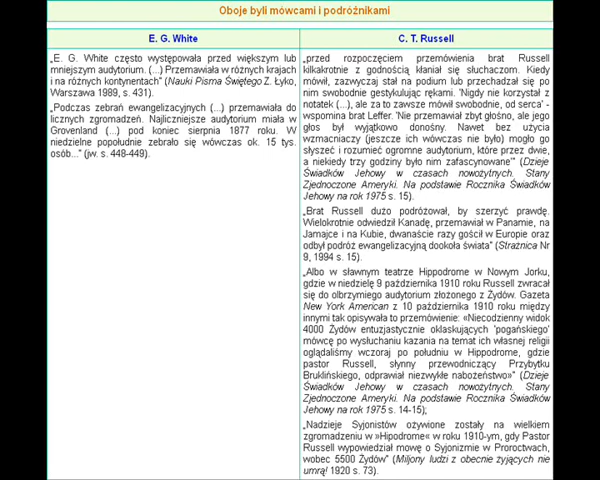 Oboje byli mówcami i podróżnikami
E. G. White
„E. G. White często występowała przed większym lub
mniejszym audytorium. (...) Przemawiała w różnych krajach
i na różnych kontynentach" (Nauki Pisma Świętego Z. Łyko,
Warszawa 1989, s. 431).
„Podczas zebrań ewangelizacyjnych (...) przemawiała do
licznych zgromadzeń. Najliczniejsze audytorium miała w
Grovenland (...) pod koniec sierpnia 1877 roku. W
niedzielne popołudnie zebrało się wówczas ok. 15 tys.
osób..." (jw. s. 448-449).
C. T. Russell
„przed rozpoczęciem przemówienia brat Russell
kilkakrotnie z godnością kłaniał się słuchaczom. Kiedy
mówił, zazwyczaj stał na podium lub przechadzał się po
nim swobodnie gestykulując rękami. 'Nigdy nie korzystał z
notatek (...), ale za to zawsze mówił swobodnie, od serca' -
wspomina brat Leffer. 'Nie przemawiał zbyt głośno, ale jego
głos był wyjątkowo donośny. Nawet bez użycia
wzmacniaczy (jeszcze ich wówczas nie było) mogło go
słyszeć i rozumieć ogromne audytorium, które przez dwie,
a niekiedy trzy godziny było nim zafascynowane'" (Dzieje
Świadków Jehowy w czasach nowożytnych. Stany
Zjednoczone Ameryki. Na podstawie Rocznika Świadków
Jehowy na rok 1975 s. 15).
„Brat Russell dużo podróżował, by szerzyć prawdę.
Wielokrotnie odwiedził Kanadę, przemawiał w Panamie, na
Jamajce i na Kubie, dwanaście razy gościł w Europie oraz
odbył podróż ewangelizacyjną dookoła świata" (Strażnica Nr
9, 1994 s. 15).
„Albo w sławnym teatrze Hippodrome w Nowym Jorku,
gdzie w niedzielę 9 października 1910 roku Russell zwracał
się do olbrzymiego audytorium złożonego z Żydów. Gazeta
New York American z 10 października 1910 roku między
innymi tak opisywała to przemówienie: «Niecodzienny widok
4000 Żydów entuzjastycznie oklaskujących 'pogańskiego'
mówcę po wysłuchaniu kazania na temat ich własnej religii
oglądaliśmy wczoraj po południu w Hippodrome, gdzie
pastor Russell, słynny przewodniczący Przybytku
Bruklińskiego, odprawiał niezwykłe nabożeństwo»" (Dzieje
Świadków Jehowy w czasach nowożytnych. Stany
Zjednoczone Ameryki. Na podstawie Rocznika Świadków
Jehowy na rok 1975 s. 14-15);
„Nadzieje Syjonistów ożywione zostały na wielkiem
zgromadzeniu w »Hipodrome« w roku 1910-ym, gdy Pastor
Russell wypowiedział mowę o Syjonizmie w Proroctwach,
wobec 5500 Żydów" (Miljony ludzi z obecnie żyjących nie
umrą! 1920 s. 73).